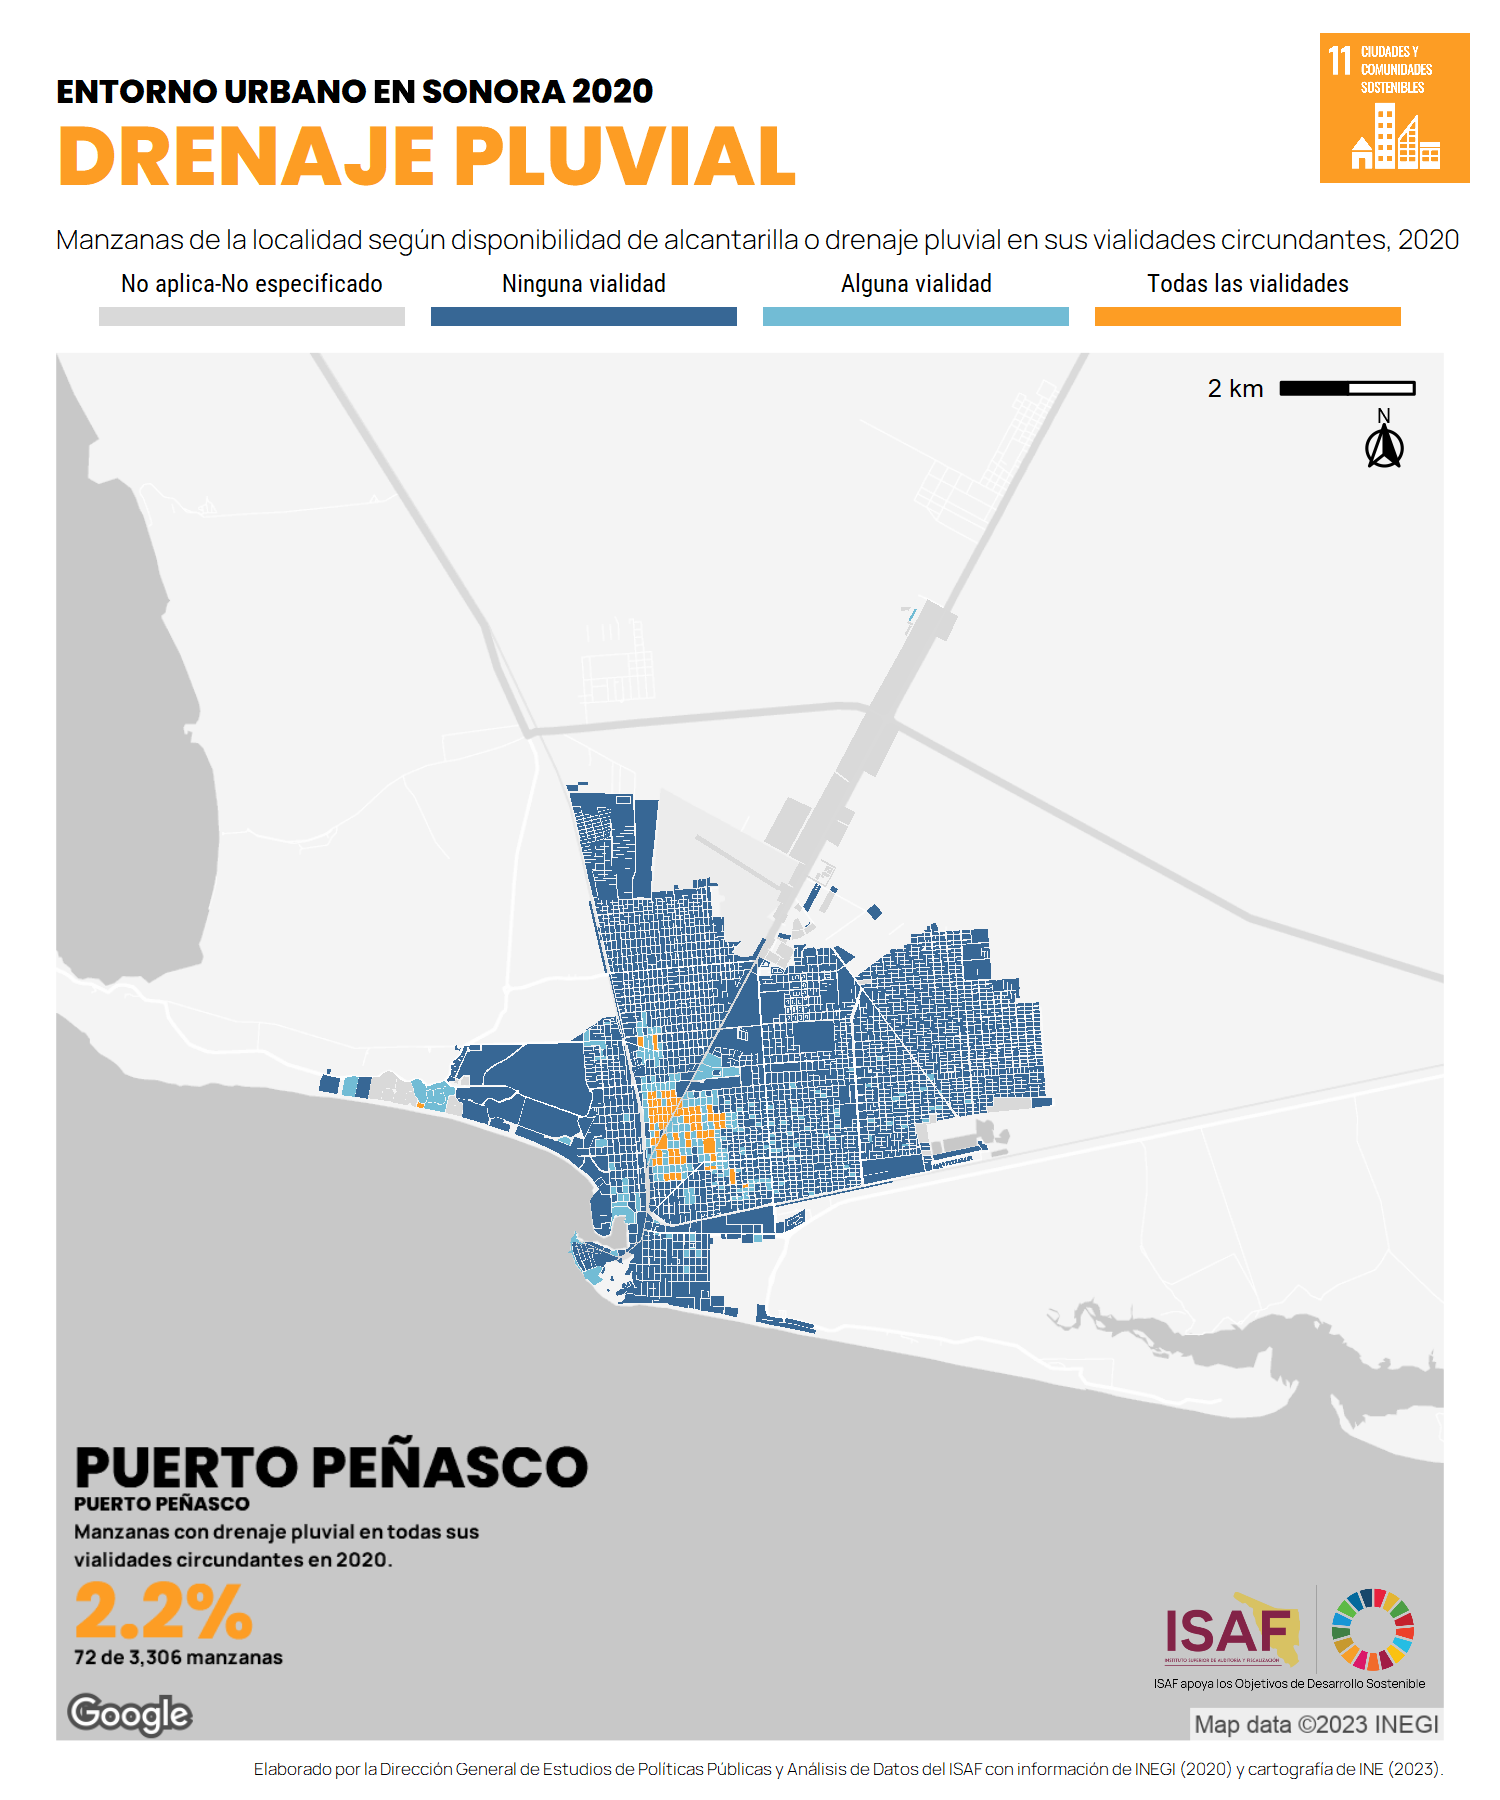 11 CIUDADES Y
COMUNIDADES
SOSTENIBLES
ENTORNO URBANO EN SONORA 2020
DRENAJE PLUVIAL
Manzanas de la localidad según disponibilidad de alcantarilla o drenaje pluvial en sus vialidades circundantes, 2020
No aplica-No especificado
Ninguna vialidad
Alguna vialidad
Todas las vialidades
2 km
N
PUERTO PEÑASCO
PUERTO PEÑASCO
Manzanas con drenaje pluvial en todas sus
vialidades circundantes en 2020.
2.2%
72 de 3,306 manzanas
ISAF
INSTITUTO SUPERIOR DE AUDITORÍA Y FISCALIZACIÓN
ISAF apoya los Objetivos de Desarrollo Sostenible
Google
Map data ©2023 INEGI
Elaborado por la Dirección General de Estudios de Políticas Públicas y Análisis de Datos del ISAF con información de INEGI (2020) y cartografía de INE (2023).